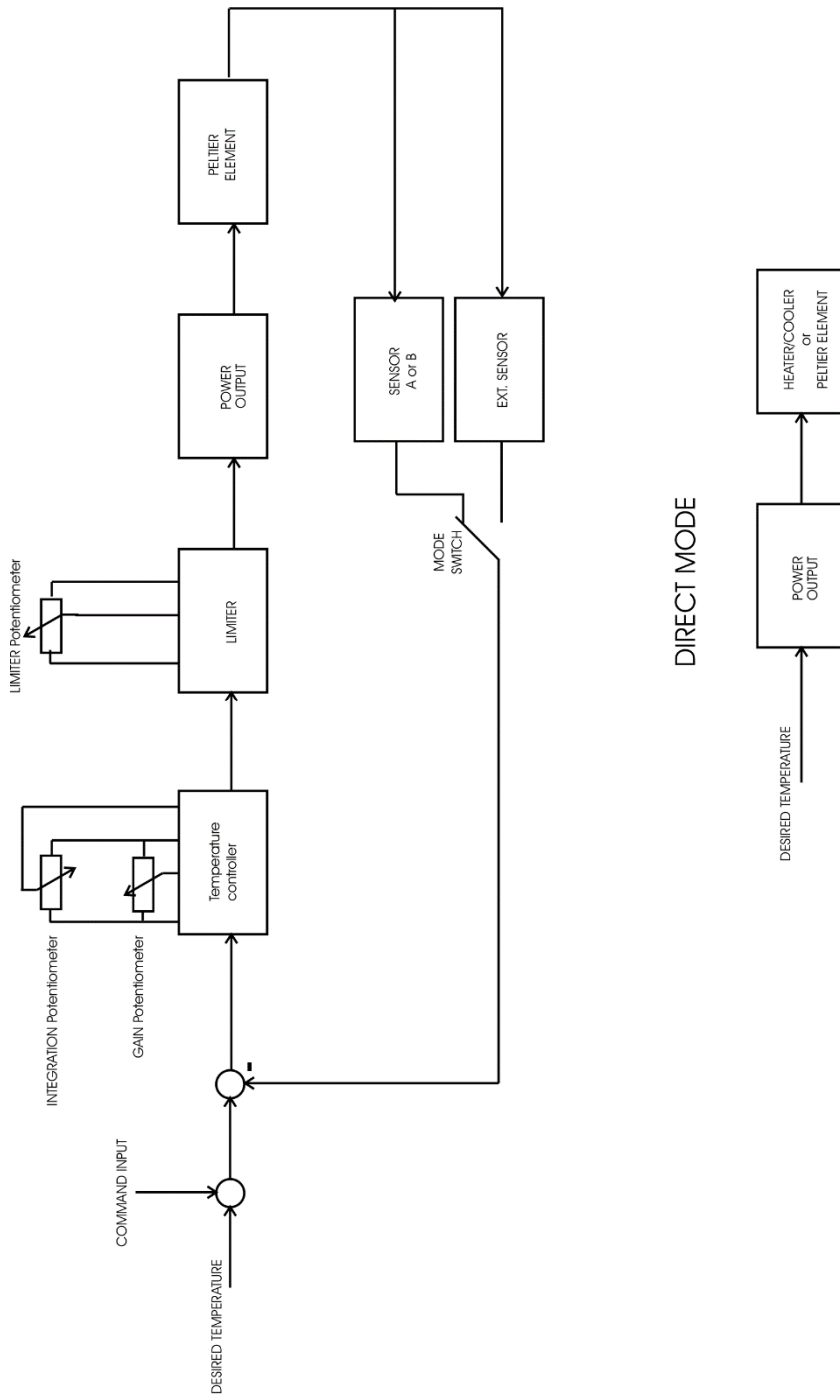 LIMITER Potentiometer
INTEGRATION Potentiometer
GAIN Potentiometer
COMMAND INPUT
DESIRED TEMPERATURE
-
Temperature
controller
LIMITER
POWER
OUTPUT
PELTIER
ELEMENT
SENSOR
A or B
EXT. SENSOR
MODE
SWITCH
DIRECT MODE
DESIRED TEMPERATURE
POWER
OUTPUT
HEATER/COOLER
or
PELTIER ELEMENT